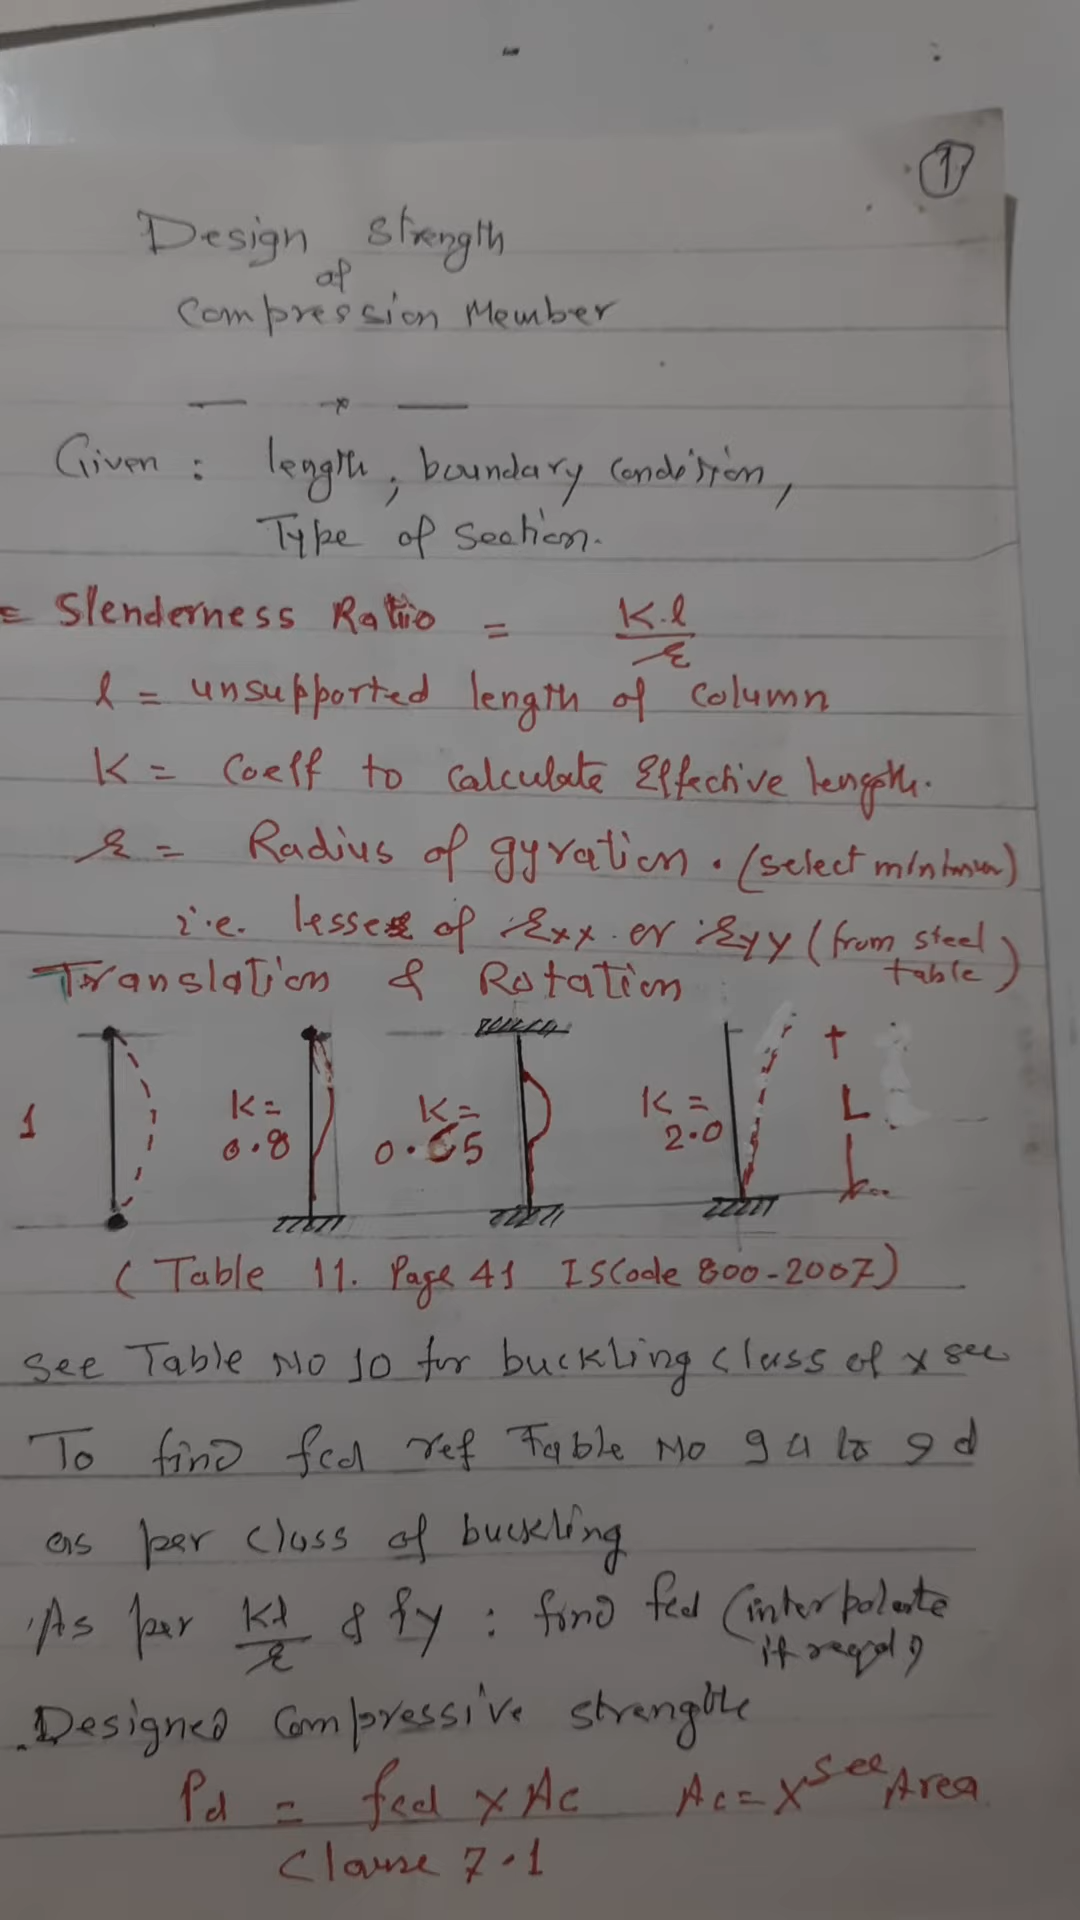 1
Design strength
of
Compression Member
Given : length, boundary condition,
Type of section.
= Slenderness Ratio = K.l / r
l = unsupported length of column
K = Coeff to calculate Effective length.
r = Radius of gyration. (select minimum)
i.e. lesser of rxx or ryy (from steel table)
Translation & Rotation
1 K = 0.8 K = 0.65 K = 2.0
(Table 11. Page 41 IS Code 800-2007)
See Table No 10 for buckling class of x sec
To find fcd ref Table No 9 a to 9 d
as per class of buckling
As per Kl/r & fy : find fcd (interpolate if reqd)
Designed compressive strength
Pd = fcd x Ac Ac = x sec Area
Clause 7.1